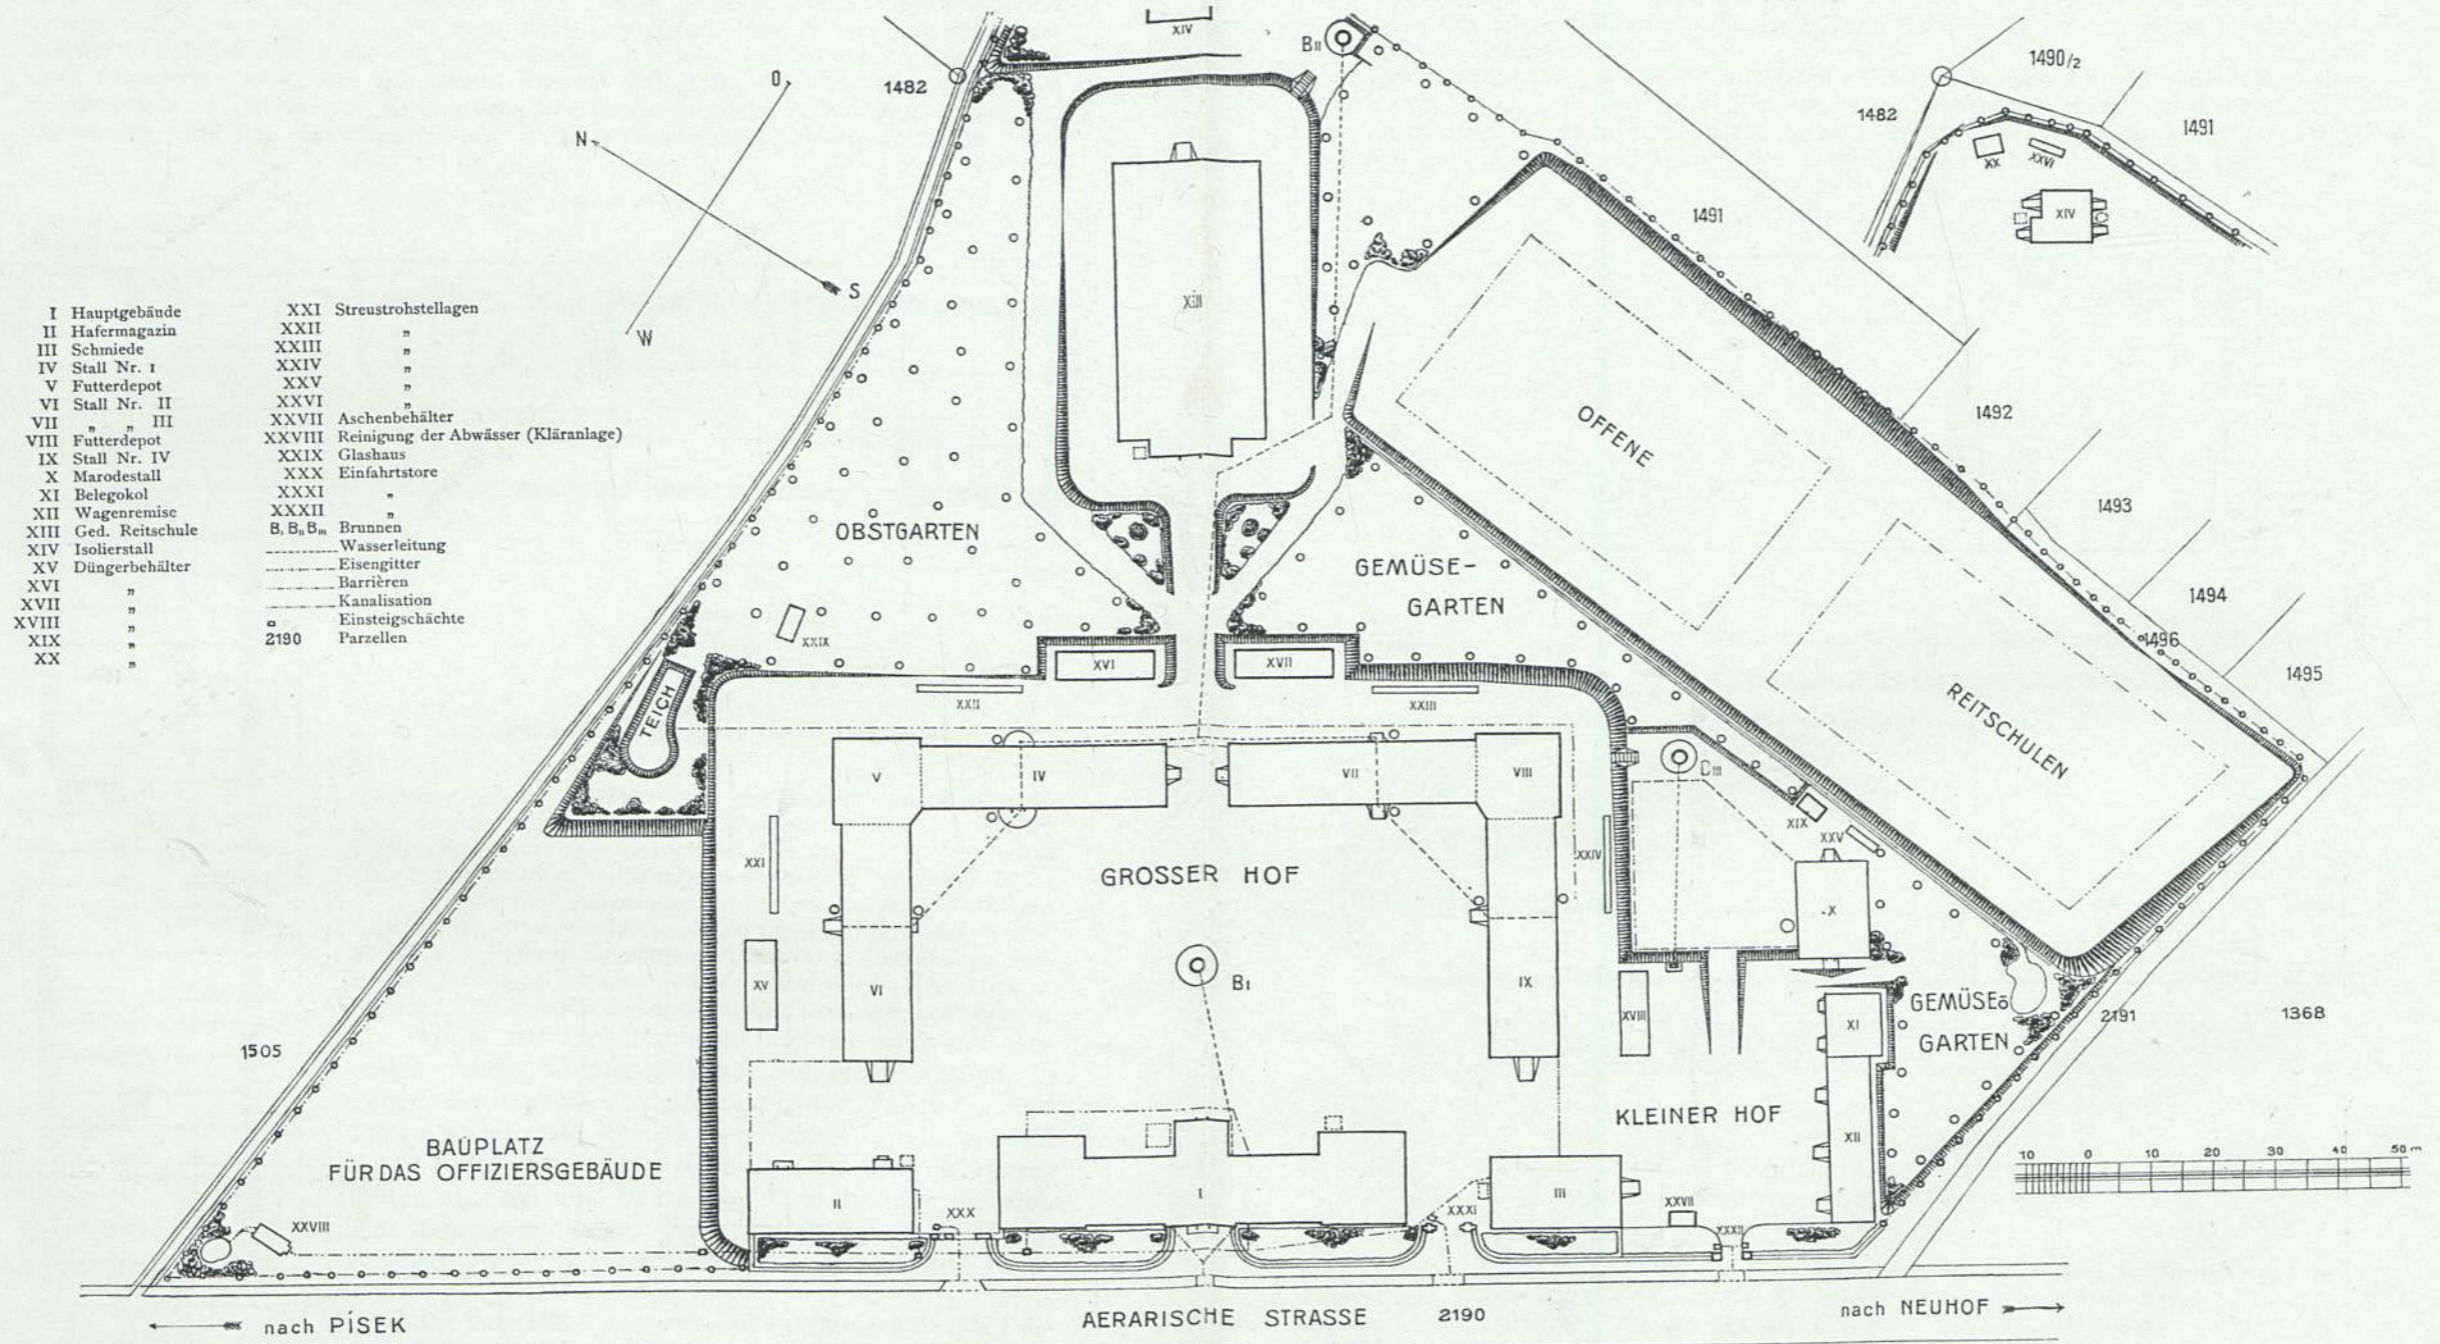 XIV
BII
O
1482
1490/2
1482
1491
N
XX
XXVI
XIV
1491
S
W
XIII
I Hauptgebäude
II Hafermagazin
III Schmiede
IV Stall Nr. I
V Futterdepot
VI Stall Nr. II
VII " " III
VIII Futterdepot
IX Stall Nr. IV
X Marodestall
XI Belegokol
XII Wagenremise
XIII Ged. Reitschule
XIV Isolierstall
XV Düngerbehälter
XVI "
XVII "
XVIII "
XIX "
XX "
XXI Streustrohstellagen
XXII "
XXIII "
XXIV "
XXV "
XXVI "
XXVII Aschenbehälter
XXVIII Reinigung der Abwässer (Kläranlage)
XXIX Glashaus
XXX Einfahrtstore
XXXI "
XXXII "
B, B,, B,,, Brunnen
Wasserleitung
Eisengitter
Barrièren
Kanalisation
Einsteigschächte
2190 Parzellen
OFFENE
1492
1493
OBSTGARTEN
GEMÜSE-
GARTEN
1494
1496
1495
XXIX
XVI
XVII
TEICH
XXII
XXIII
REITSCHULEN
V
IV
VII
VIII
BIII
XIX
XXV
XXI
GROSSER HOF
XXIV
X
XV
VI
BI
IX
XVIII
XI
GEMÜSE
GARTEN
2191
1368
1505
BAUPLATZ
FÜR DAS OFFIZIERSGEBÄUDE
KLEINER HOF
XII
10 0 10 20 30 40 50 m
II
I
III
XXVIII
XXX
XXXI
XXVII
XXXII
nach PÍSEK
AERARISCHE STRASSE 2190
nach NEUHOF